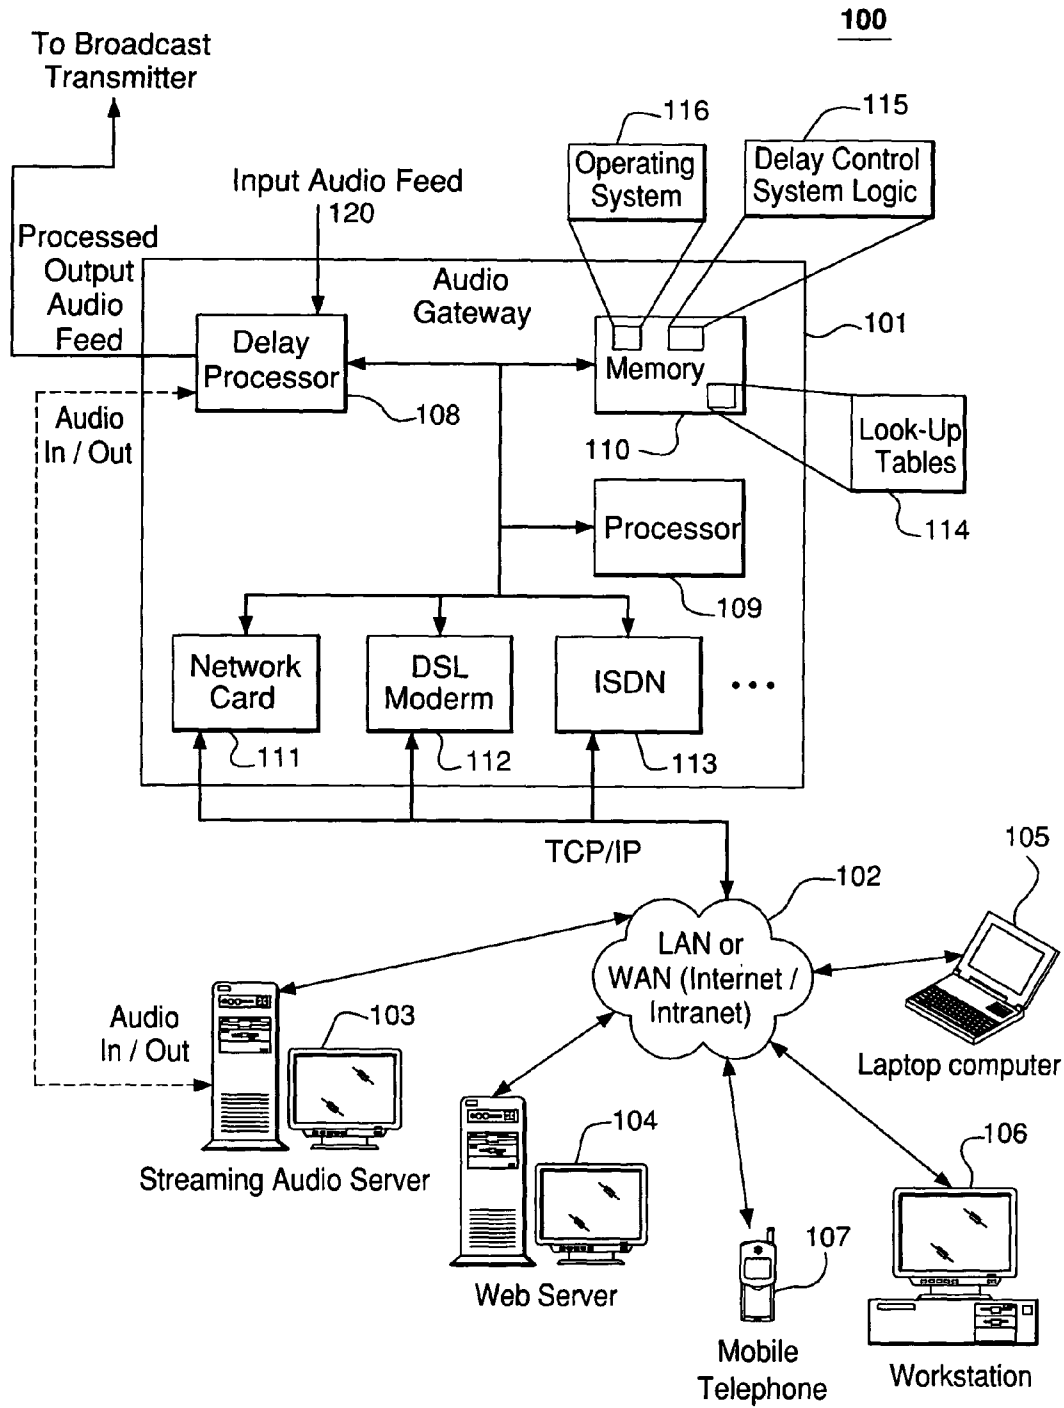 100
To Broadcast
Transmitter
116
115
Operating
System
Delay Control
System Logic
Input Audio Feed
120
Processed
Output
Audio
Feed
Audio
Gateway
101
Delay
Processor
108
Memory
110
Audio
In / Out
Look-Up
Tables
114
Processor
109
Network
Card
111
DSL
Moderm
112
ISDN
113
...
TCP/IP
102
105
LAN or
WAN (Internet /
Intranet)
Laptop computer
Audio
In / Out
103
Streaming Audio Server
104
Web Server
107
Mobile
Telephone
106
Workstation